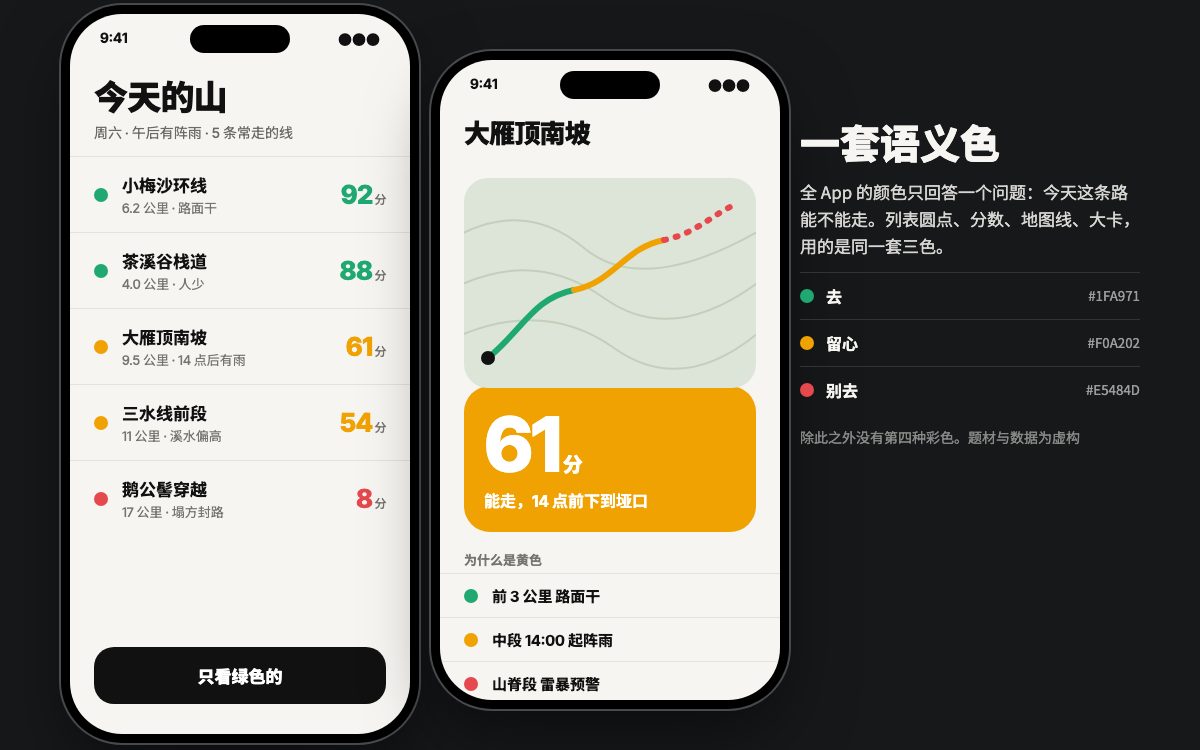 9:41
今天的山
周六 · 午后有阵雨 · 5 条常走的线
小梅沙环线
6.2 公里 · 路面干
92分
茶溪谷栈道
4.0 公里 · 人少
88分
大雁顶南坡
9.5 公里 · 14 点后有雨
61分
三水线前段
11 公里 · 溪水偏高
54分
鹅公髻穿越
17 公里 · 塌方封路
8分
只看绿色的
9:41
大雁顶南坡
61分
能走，14 点前下到垭口
为什么是黄色
前 3 公里 路面干
中段 14:00 起阵雨
山脊段 雷暴预警
一套语义色
全 App 的颜色只回答一个问题：今天这条路
能不能走。列表圆点、分数、地图线、大卡，
用的是同一套三色。
去
#1FA971
留心
#F0A202
别去
#E5484D
除此之外没有第四种彩色。题材与数据为虚构